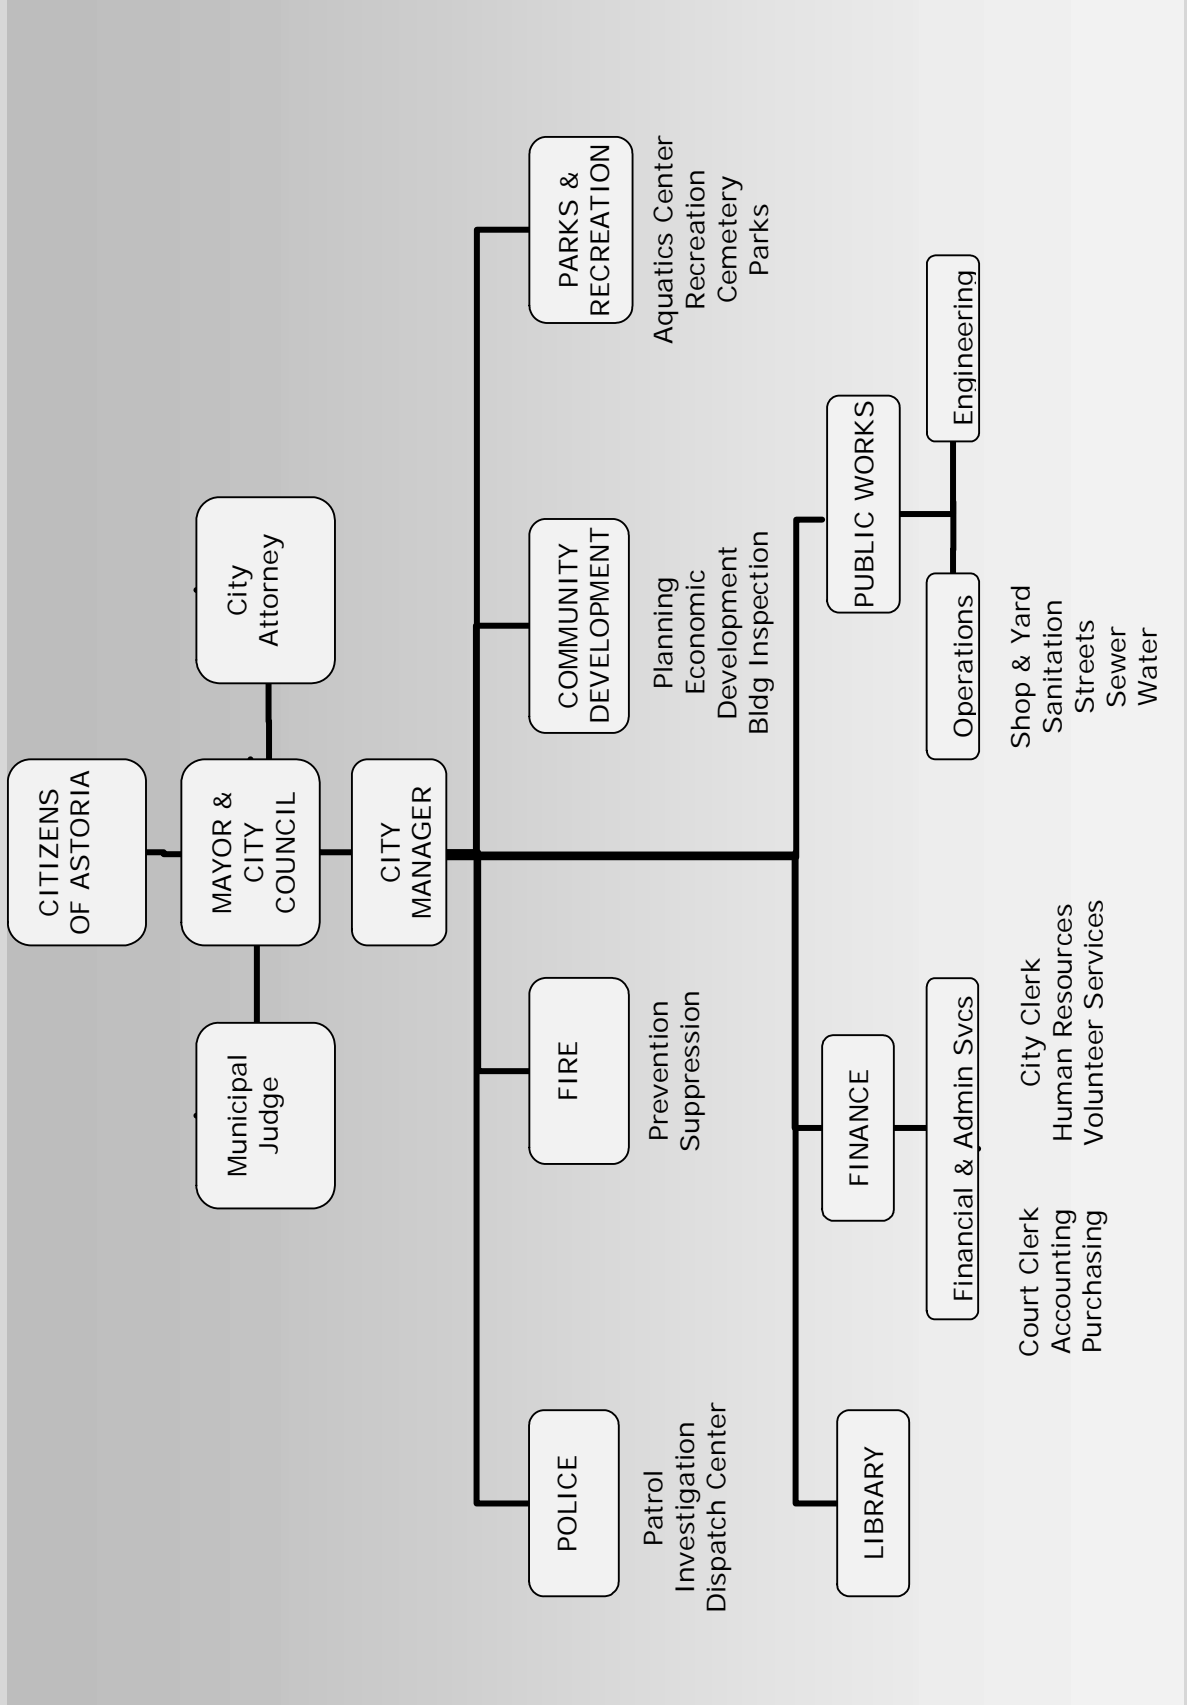 CITIZENS
OF ASTORIA
Municipal
Judge
MAYOR &
CITY
COUNCIL
City
Attorney
CITY
MANAGER
POLICE
Patrol
Investigation
Dispatch Center
FIRE
Prevention
Suppression
COMMUNITY
DEVELOPMENT
Planning
Economic
Development
Bldg Inspection
PARKS &
RECREATION
Aquatics Center
Recreation
Cemetery
Parks
LIBRARY
FINANCE
Financial & Admin Svcs
Court Clerk
Accounting
Purchasing
City Clerk
Human Resources
Volunteer Services
PUBLIC WORKS
Operations
Shop & Yard
Sanitation
Streets
Sewer
Water
Engineering